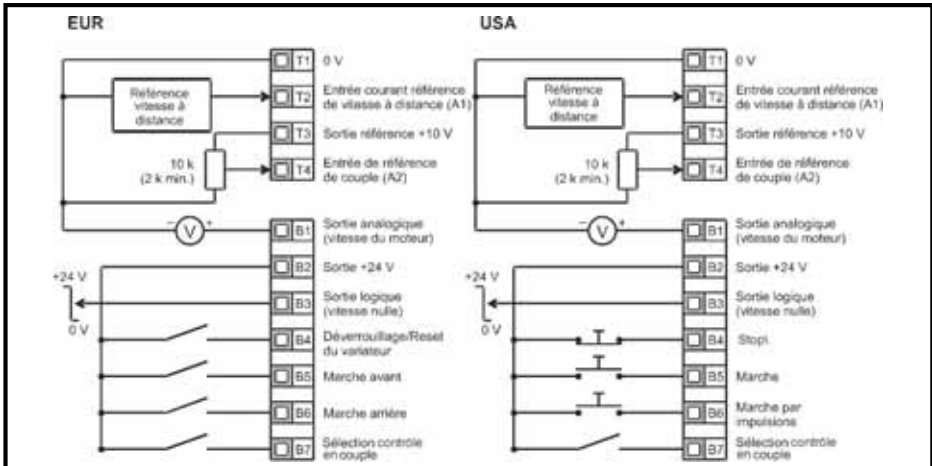 EUR
T1 0 V
Référence
vitesse à
distance
T2 Entrée courant référence
de vitesse à distance (A1)
T3 Sortie référence +10 V
10 k
(2 k min.)
T4 Entrée de référence
de couple (A2)
− V +
B1 Sortie analogique
(vitesse du moteur)
B2 Sortie +24 V
+24 V
0 V
B3 Sortie logique
(vitesse nulle)
B4 Déverrouillage/Reset
du variateur
B5 Marche avant
B6 Marche arrière
B7 Sélection contrôle
en couple
USA
T1 0 V
Référence
vitesse à
distance
T2 Entrée courant référence
de vitesse à distance (A1)
T3 Sortie référence +10 V
10 k
(2 k min.)
T4 Entrée de référence
de couple (A2)
− V +
B1 Sortie analogique
(vitesse du moteur)
B2 Sortie +24 V
+24 V
0 V
B3 Sortie logique
(vitesse nulle)
B4 Stop\
B5 Marche
B6 Marche par
impulsions
B7 Sélection contrôle
en couple